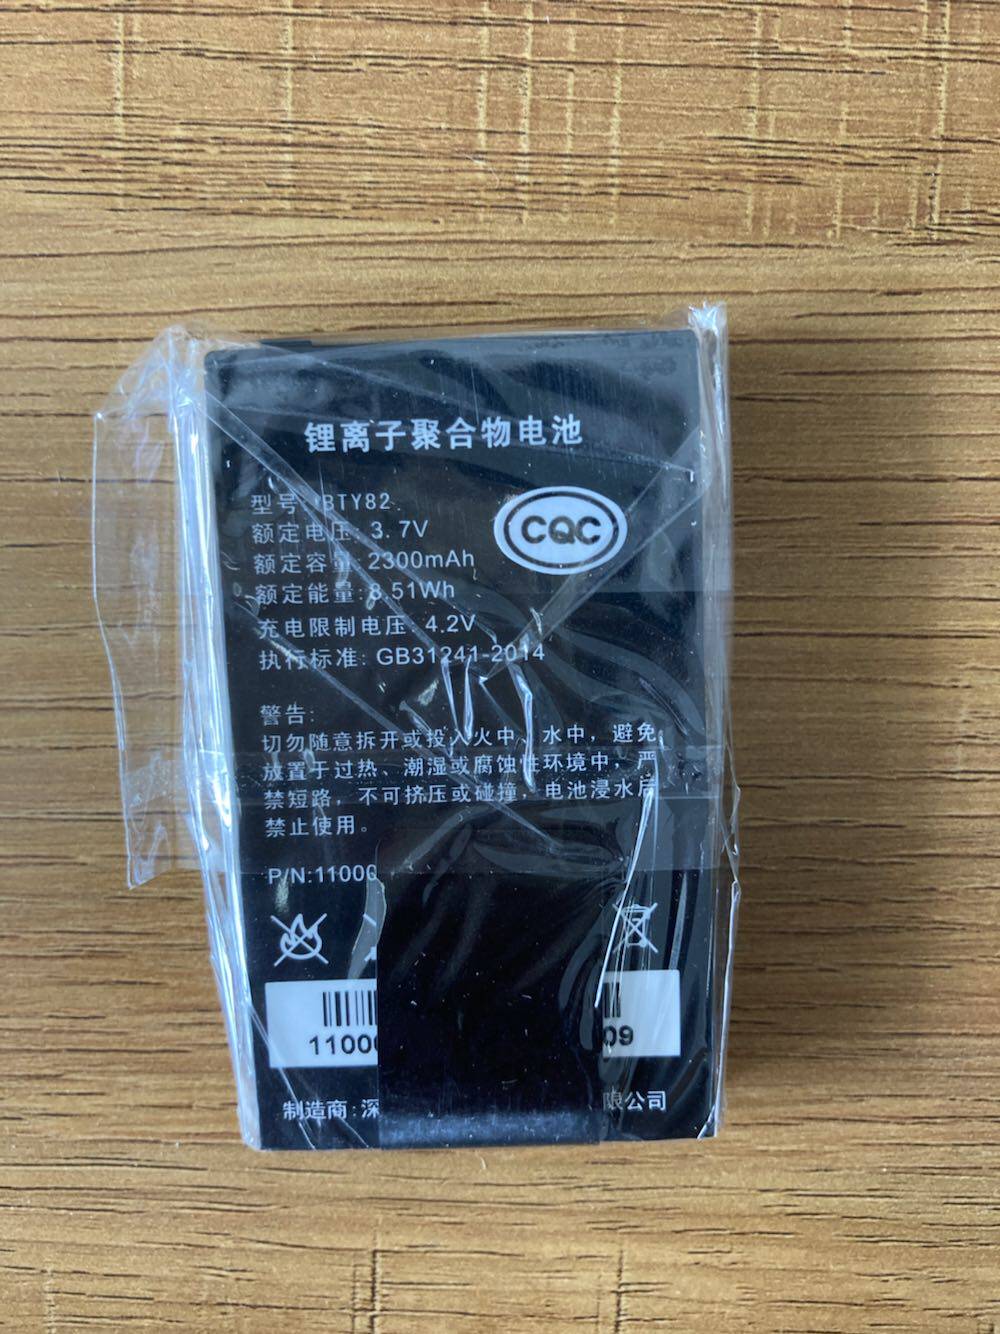 锂离子聚合物电池
型号: BTY82
额定电压: 3.7V
CQC
额定容量: 2300mAh
额定能量: 8.51Wh
充电限制电压: 4.2V
执行标准: GB31241-2014
警告:
切勿随意拆开或投入火中、水中，避免
放置于过热、潮湿或腐蚀性环境中，严
禁短路，不可挤压或碰撞，电池浸水后
禁止使用。
P/N:11000
11000 09
制造商:深 限公司